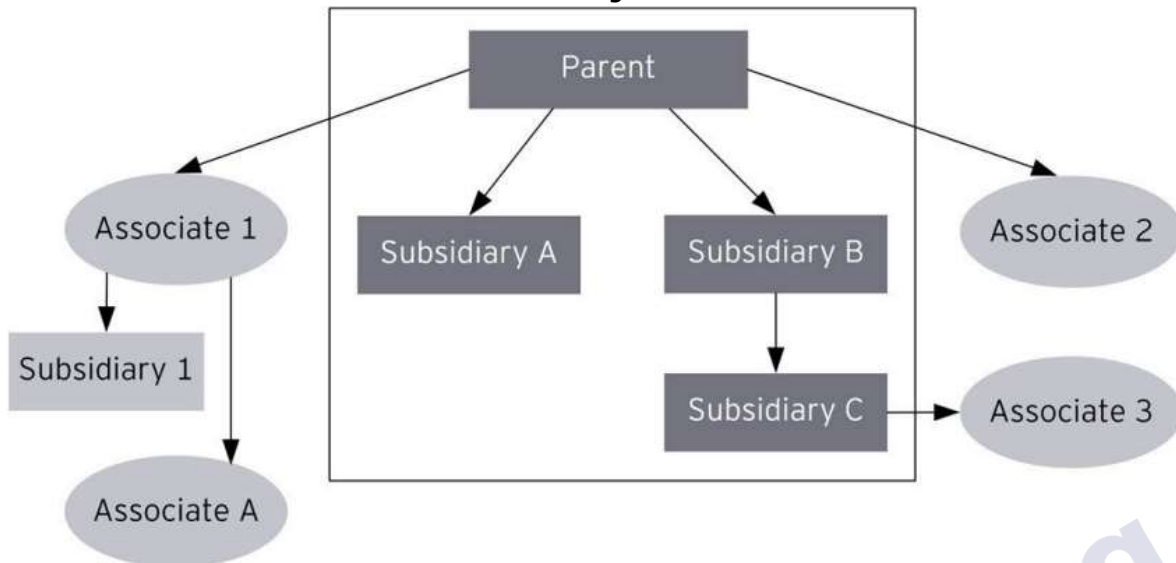 Parent
Associate 1
Subsidiary A
Subsidiary B
Associate 2
Subsidiary 1
Subsidiary C
Associate 3
Associate A